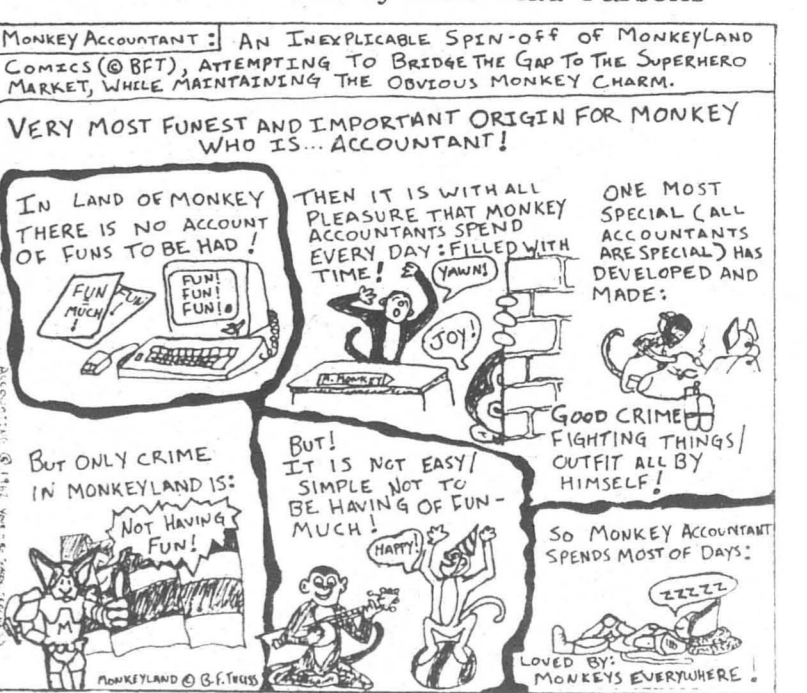 MONKEY ACCOUNTANT: AN INEXPLICABLE SPIN-OFF OF MONKEYLAND
COMICS (© BFT), ATTEMPTING TO BRIDGE THE GAP TO THE SUPERHERO
MARKET, WHILE MAINTAINING THE OBVIOUS MONKEY CHARM.
VERY MOST FUNEST AND IMPORTANT ORIGIN FOR MONKEY
WHO IS... ACCOUNTANT!
IN LAND OF MONKEY
THERE IS NO ACCOUNT
OF FUNS TO BE HAD!
FUN
MUCH
!
FUN!
FUN!
FUN!
FUN!
THEN IT IS WITH ALL
PLEASURE THAT MONKEY
ACCOUNTANTS SPEND
EVERY DAY: FILLED WITH
TIME!
YAWN!
JOY!
M. MONKEY
ONE MOST
SPECIAL (ALL
ACCOUNTANTS
ARE SPECIAL) HAS
DEVELOPED AND
MADE:
GOOD CRIME
FIGHTING THINGS/
OUTFIT ALL BY
HIMSELF!
BUT ONLY CRIME
IN MONKEYLAND IS:
NOT HAVING
FUN!
M
MONKEYLAND © B.F. TWISS
BUT!
IT IS NOT EASY/
SIMPLE NOT TO
BE HAVING OF FUN-
MUCH!
HAPPY!
SO MONKEY ACCOUNTANT
SPENDS MOST OF DAYS:
ZZZZZ
LOVED BY:
MONKEYS EVERYWHERE!